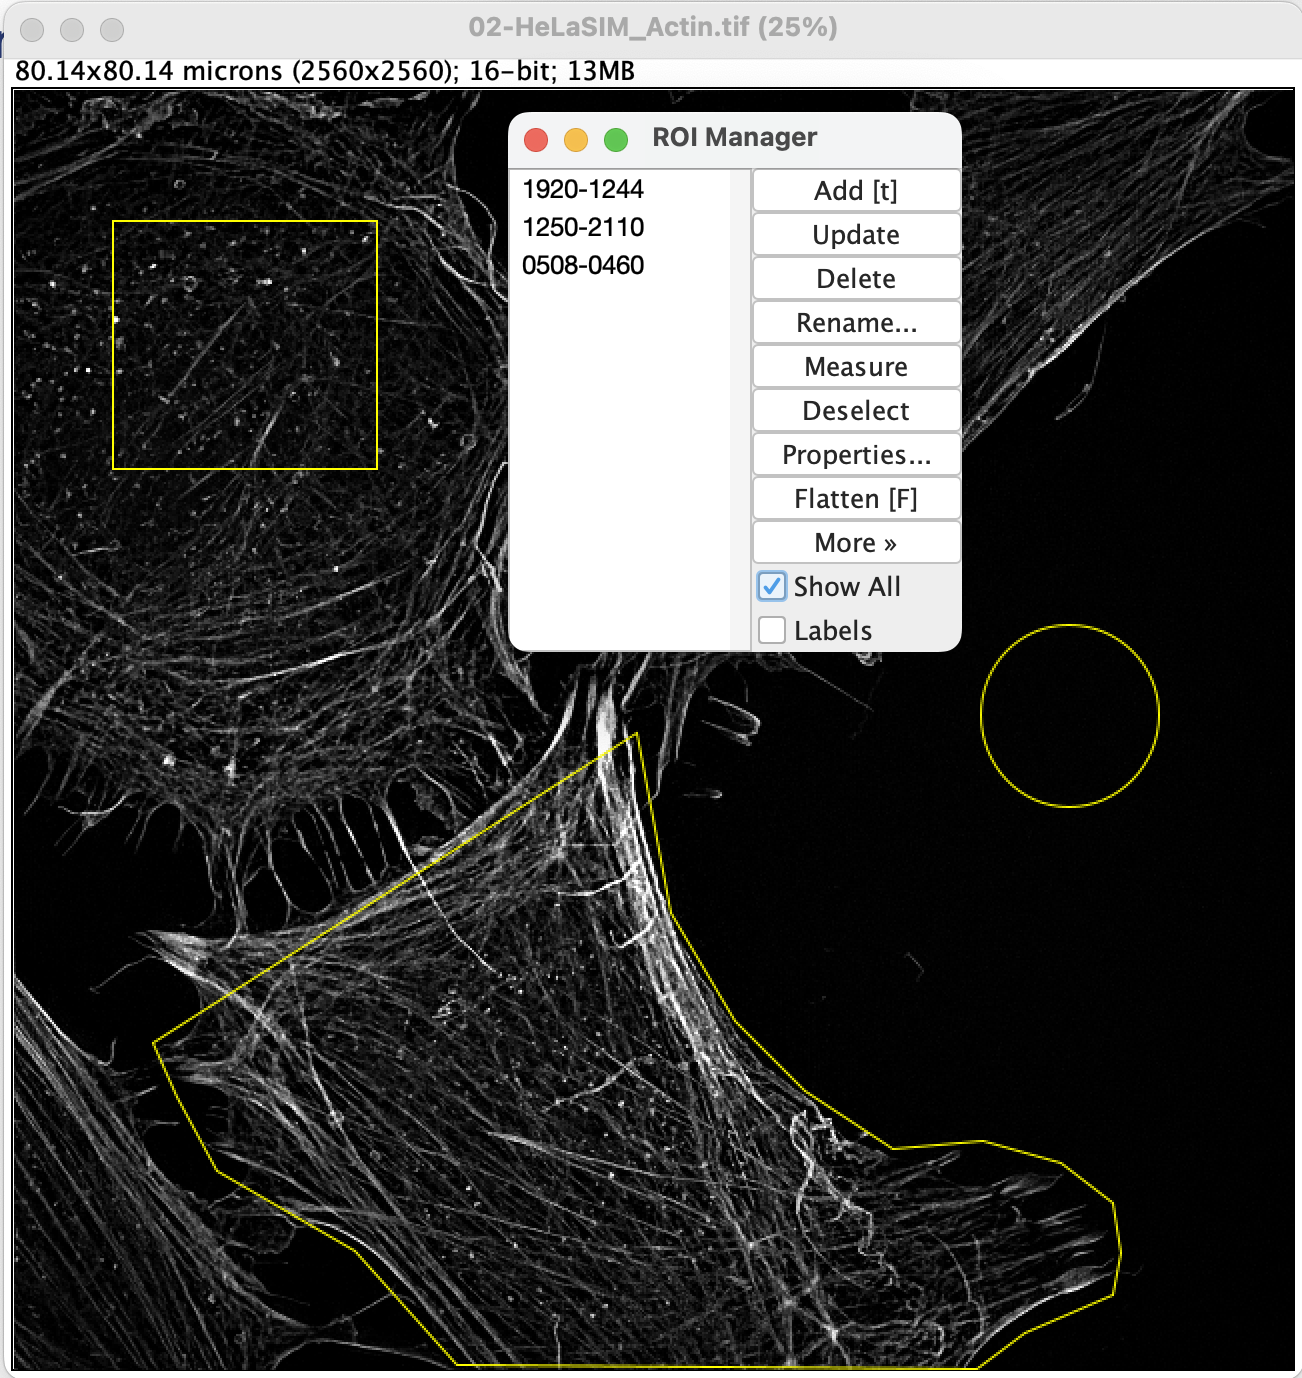 02-HeLaSIM_Actin.tif (25%)
80.14x80.14 microns (2560x2560); 16-bit; 13MB
ROI Manager
1920-1244
1250-2110
0508-0460
Add [t]
Update
Delete
Rename...
Measure
Deselect
Properties...
Flatten [F]
More »
Show All
Labels